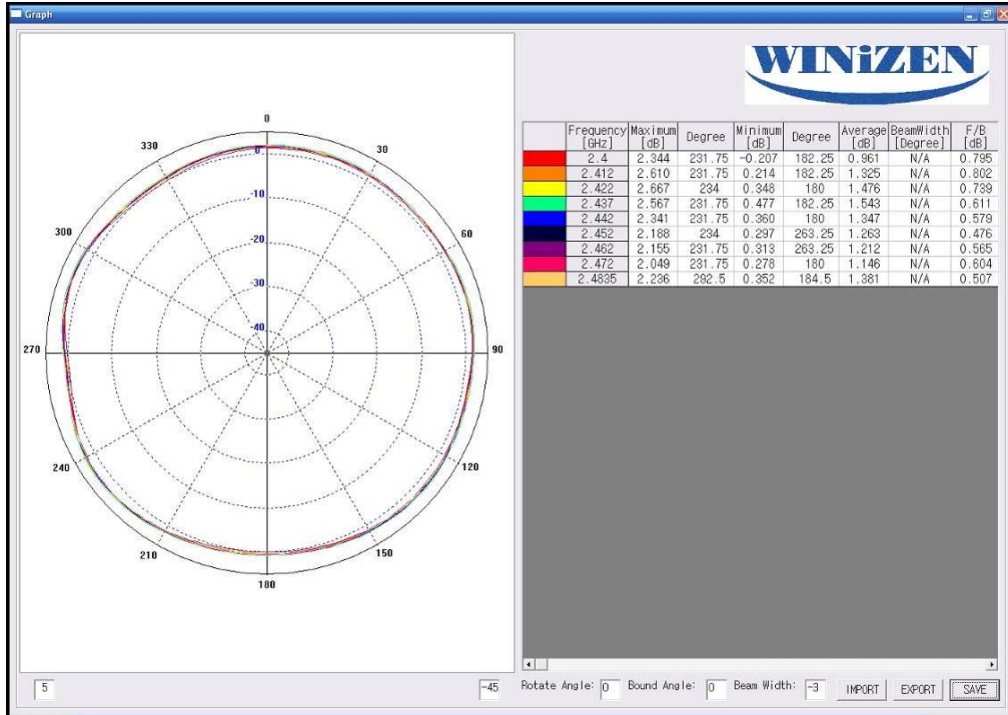 Graph
WINiZEN
0
330
30
0
-10
300
60
-20
-30
-40
270
90
240
120
210
150
180
Frequency [GHz] Maximum [dB] Degree Minimum [dB] Degree Average [dB] BeamWidth [Degree] F/B [dB]
2.4 2.344 231.75 -0.207 182.25 0.961 N/A 0.795
2.412 2.610 231.75 0.214 182.25 1.325 N/A 0.802
2.422 2.667 234 0.348 180 1.476 N/A 0.739
2.437 2.567 231.75 0.477 182.25 1.543 N/A 0.611
2.442 2.341 231.75 0.360 180 1.347 N/A 0.579
2.452 2.188 234 0.297 263.25 1.263 N/A 0.476
2.462 2.155 231.75 0.313 263.25 1.212 N/A 0.565
2.472 2.049 231.75 0.278 180 1.146 N/A 0.604
2.4835 2.236 292.5 0.352 184.5 1.381 N/A 0.507
5 -45 Rotate Angle: 0 Bound Angle: 0 Beam Width: -3 IMPORT EXPORT SAVE